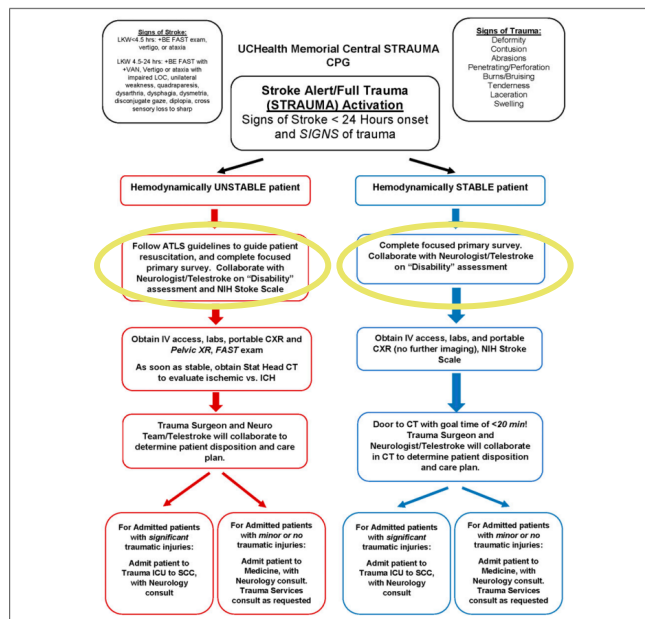 Signs of Stroke:
LKW<4.5 hrs: +BE FAST exam,
vertigo, or ataxia
LKW 4.5-24 hrs: +BE FAST with
+VAN, Vertigo or ataxia with
impaired LOC, unilateral
weakness, quadraparesis,
dysarthria, dysphagia, dysmetria,
disconjugate gaze, diplopia, cross
sensory loss to sharp
UCHealth Memorial Central STRAUMA
CPG
Signs of Trauma:
Deformity
Contusion
Abrasions
Penetrating/Perforation
Burns/Bruising
Tenderness
Laceration
Swelling
Stroke Alert/Full Trauma
(STRAUMA) Activation
Signs of Stroke < 24 Hours onset
and SIGNS of trauma
Hemodynamically UNSTABLE patient
Hemodynamically STABLE patient
Follow ATLS guidelines to guide patient
resuscitation, and complete focused
primary survey. Collaborate with
Neurologist/Telestroke on "Disability"
assessment and NIH Stoke Scale
Complete focused primary survey.
Collaborate with Neurologist/Telestroke
on "Disability" assessment
Obtain IV access, labs, portable CXR and
Pelvic XR, FAST exam
As soon as stable, obtain Stat Head CT
to evaluate ischemic vs. ICH
Obtain IV access, labs, and portable
CXR (no further imaging), NIH Stroke
Scale
Trauma Surgeon and Neuro
Team/Telestroke will collaborate to
determine patient disposition and care
plan.
Door to CT with goal time of <20 min!
Trauma Surgeon and
Neurologist/Telestroke will collaborate
in CT to determine patient disposition
and care plan.
For Admitted patients
with significant
traumatic injuries:
Admit patient to
Trauma ICU to SCC,
with Neurology
consult
For Admitted patients
with minor or no
traumatic injuries:
Admit patient to
Medicine, with
Neurology consult.
Trauma Services
consult as requested
For Admitted patients
with significant
traumatic injuries:
Admit patient to
Trauma ICU to SCC,
with Neurology
consult
For Admitted patients
with minor or no
traumatic injuries:
Admit patient to
Medicine, with
Neurology consult.
Trauma Services
consult as requested